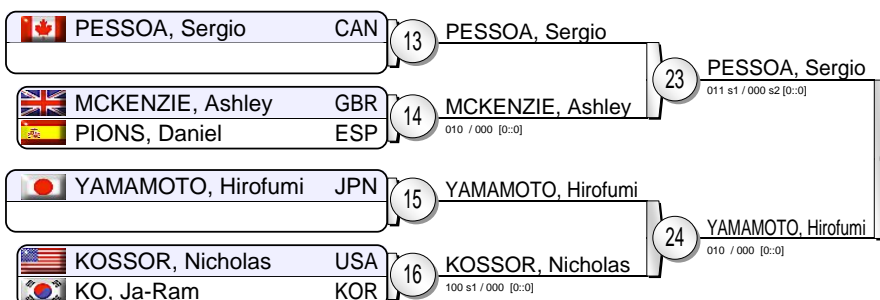 PESSOA, Sergio CAN
13 PESSOA, Sergio
MCKENZIE, Ashley GBR
PIONS, Daniel ESP
14 MCKENZIE, Ashley
010 / 000 [0::0]
23 PESSOA, Sergio
011 s1 / 000 s2 [0::0]
YAMAMOTO, Hirofumi JPN
15 YAMAMOTO, Hirofumi
KOSSOR, Nicholas USA
KO, Ja-Ram KOR
16 KOSSOR, Nicholas
100 s1 / 000 [0::0]
24 YAMAMOTO, Hirofumi
010 / 000 [0::0]